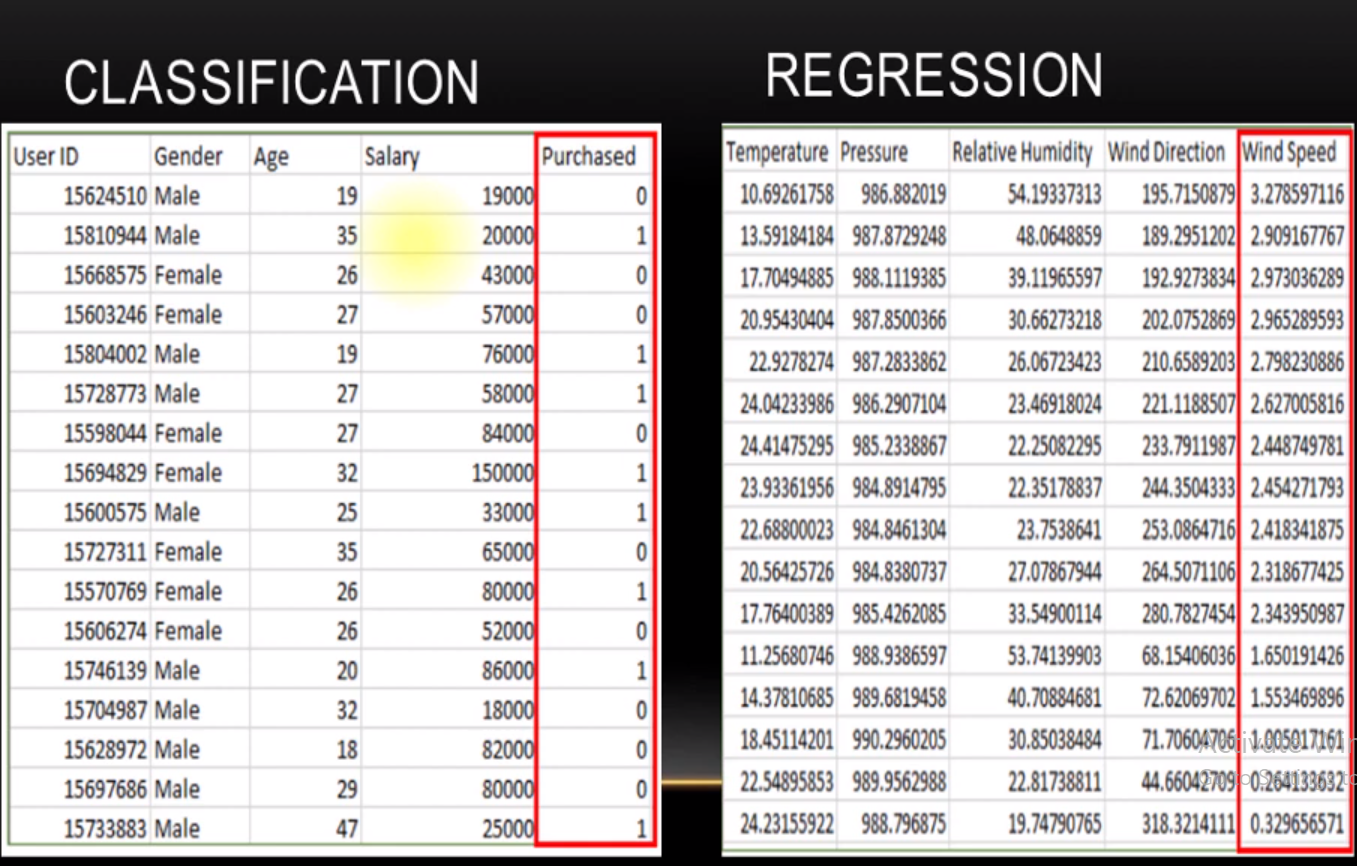 CLASSIFICATION
User ID Gender Age Salary Purchased
15624510 Male 19 19000 0
15810944 Male 35 20000 1
15668575 Female 26 43000 0
15603246 Female 27 57000 0
15804002 Male 19 76000 1
15728773 Male 27 58000 1
15598044 Female 27 84000 0
15694829 Female 32 150000 1
15600575 Male 25 33000 1
15727311 Female 35 65000 0
15570769 Female 26 80000 1
15606274 Female 26 52000 0
15746139 Male 20 86000 1
15704987 Male 32 18000 0
15628972 Male 18 82000 0
15697686 Male 29 80000 0
15733883 Male 47 25000 1
REGRESSION
Temperature Pressure Relative Humidity Wind Direction Wind Speed
10.69261758 986.882019 54.19337313 195.7150879 3.278597116
13.59184184 987.8729248 48.0648859 189.2951202 2.909167767
17.70494885 988.1119385 39.11965597 192.9273834 2.973036289
20.95430404 987.8500366 30.66273218 202.0752869 2.965289593
22.9278274 987.2833862 26.06723423 210.6589203 2.798230886
24.04233986 986.2907104 23.46918024 221.1188507 2.627005816
24.41475295 985.2338867 22.25082295 233.7911987 2.448749781
23.93361956 984.8914795 22.35178837 244.3504333 2.454271793
22.68800023 984.8461304 23.7538641 253.0864716 2.418341875
20.56425726 984.8380737 27.07867944 264.5071106 2.318677425
17.76400389 985.4262085 33.54900114 280.7827454 2.343950987
11.25680746 988.9386597 53.74139903 68.15406036 1.650191426
14.37810685 989.6819458 40.70884681 72.62069702 1.553469896
18.45114201 990.2960205 30.85038484
22.54895853 989.9562988 22.81738811
24.23155922 988.796875 19.74790765 318.3214111 0.329656571